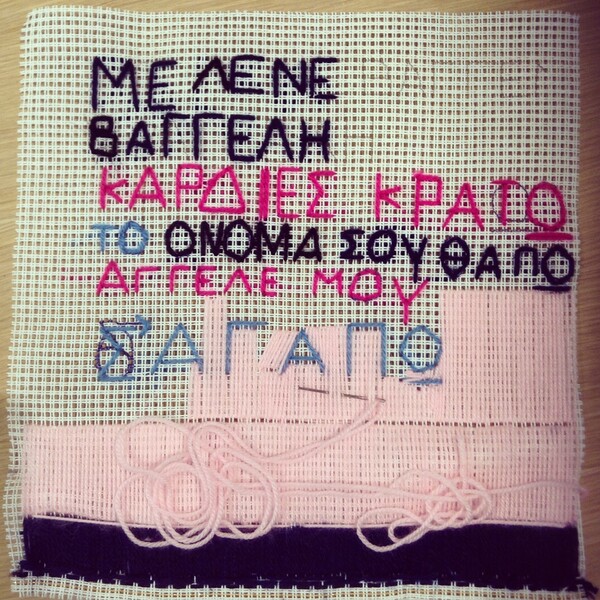 ΜΕ ΛΕΝΕ
ΒΑΓΓΕΛΗ
ΚΑΡΔΙΕΣ ΚΡΑΤΩ
ΤΟ ΟΝΟΜΑ ΣΟΥ ΘΑ ΠΩ
ΑΓΓΕΛΕ ΜΟΥ
Σ'ΑΓΑΠΩ